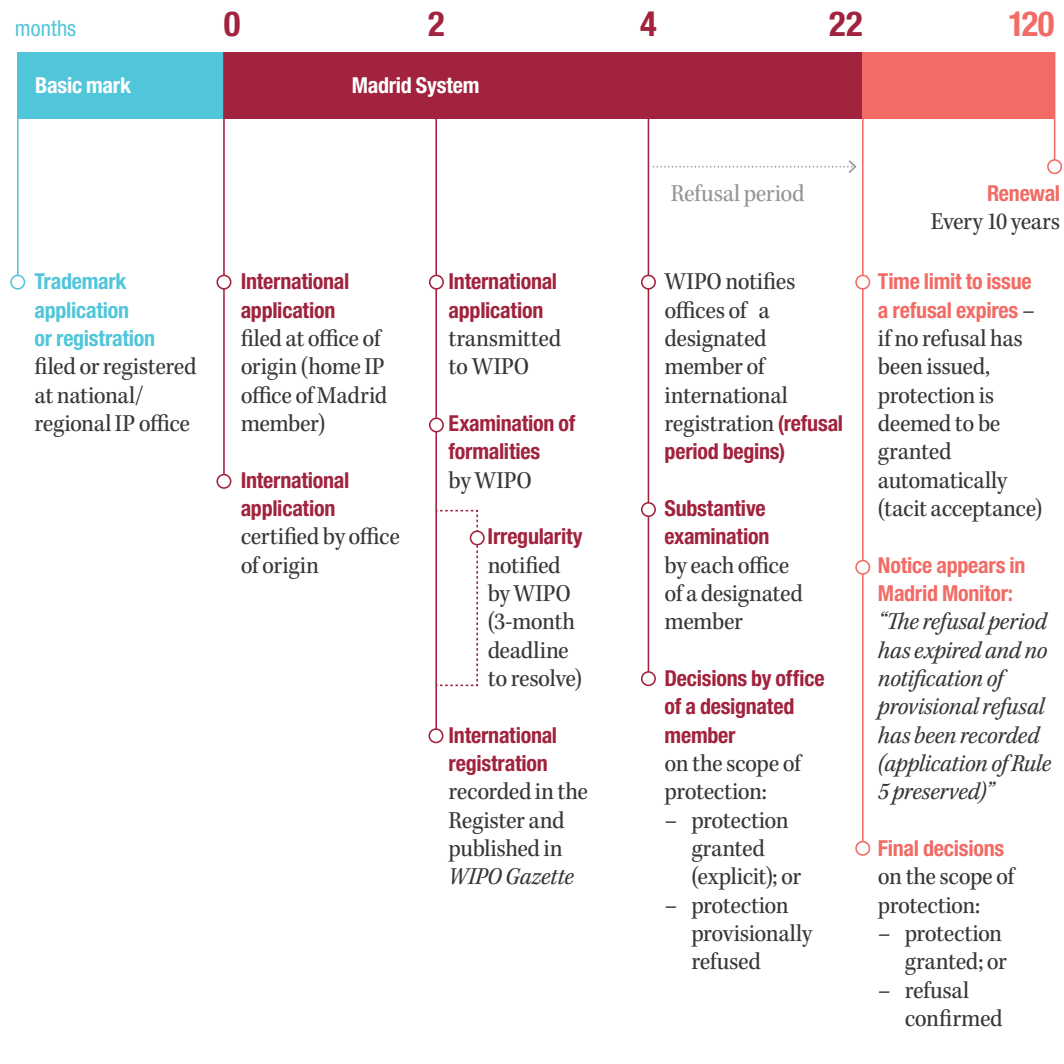 months
0
2
4
22
120
Basic mark
Madrid System
Refusal period
Renewal
Every 10 years
Trademark
application
or registration
filed or registered
at national/
regional IP office
International
application
filed at office of
origin (home IP
office of Madrid
member)
International
application
certified by office
of origin
International
application
transmitted
to WIPO
Examination of
formalities
by WIPO
Irregularity
notified
by WIPO
(3-month
deadline
to resolve)
International
registration
recorded in the
Register and
published in
WIPO Gazette
WIPO notifies
offices of a
designated
member of
international
registration (refusal
period begins)
Substantive
examination
by each office
of a designated
member
Decisions by office
of a designated
member
on the scope of
protection:
– protection
granted
(explicit); or
– protection
provisionally
refused
Time limit to issue
a refusal expires –
if no refusal has
been issued,
protection is
deemed to be
granted
automatically
(tacit acceptance)
Notice appears in
Madrid Monitor:
“The refusal period
has expired and no
notification of
provisional refusal
has been recorded
(application of Rule
5 preserved)”
Final decisions
on the scope of
protection:
– protection
granted; or
– refusal
confirmed